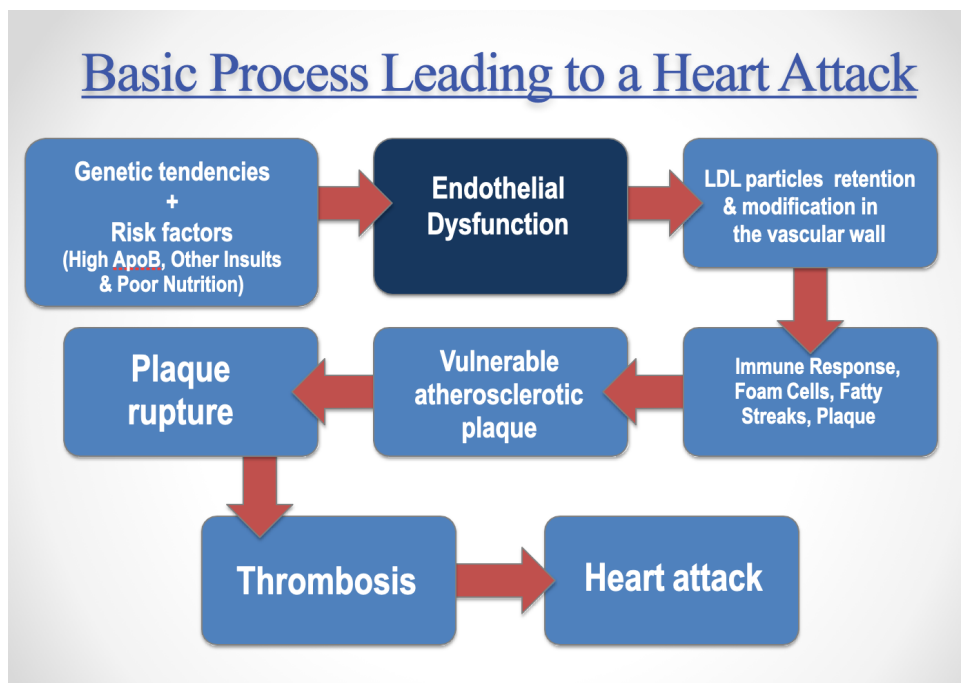 Basic Process Leading to a Heart Attack
Genetic tendencies
+
Risk factors
(High ApoB, Other Insults
& Poor Nutrition)
Endothelial
Dysfunction
LDL particles retention
& modification in
the vascular wall
Immune Response,
Foam Cells, Fatty
Streaks, Plaque
Vulnerable
atherosclerotic
plaque
Plaque
rupture
Thrombosis
Heart attack